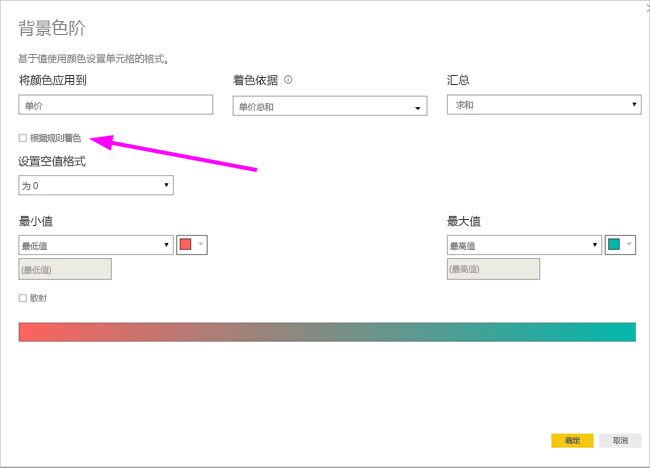 背景色阶
基于值使用颜色设置单元格的格式。
将颜色应用到 着色依据 汇总
单价 单价总和 求和
根据规则着色
设置空值格式
为 0
最小值 最大值
最低值 最高值
(最低值) (最高值)
散射
确定 取消